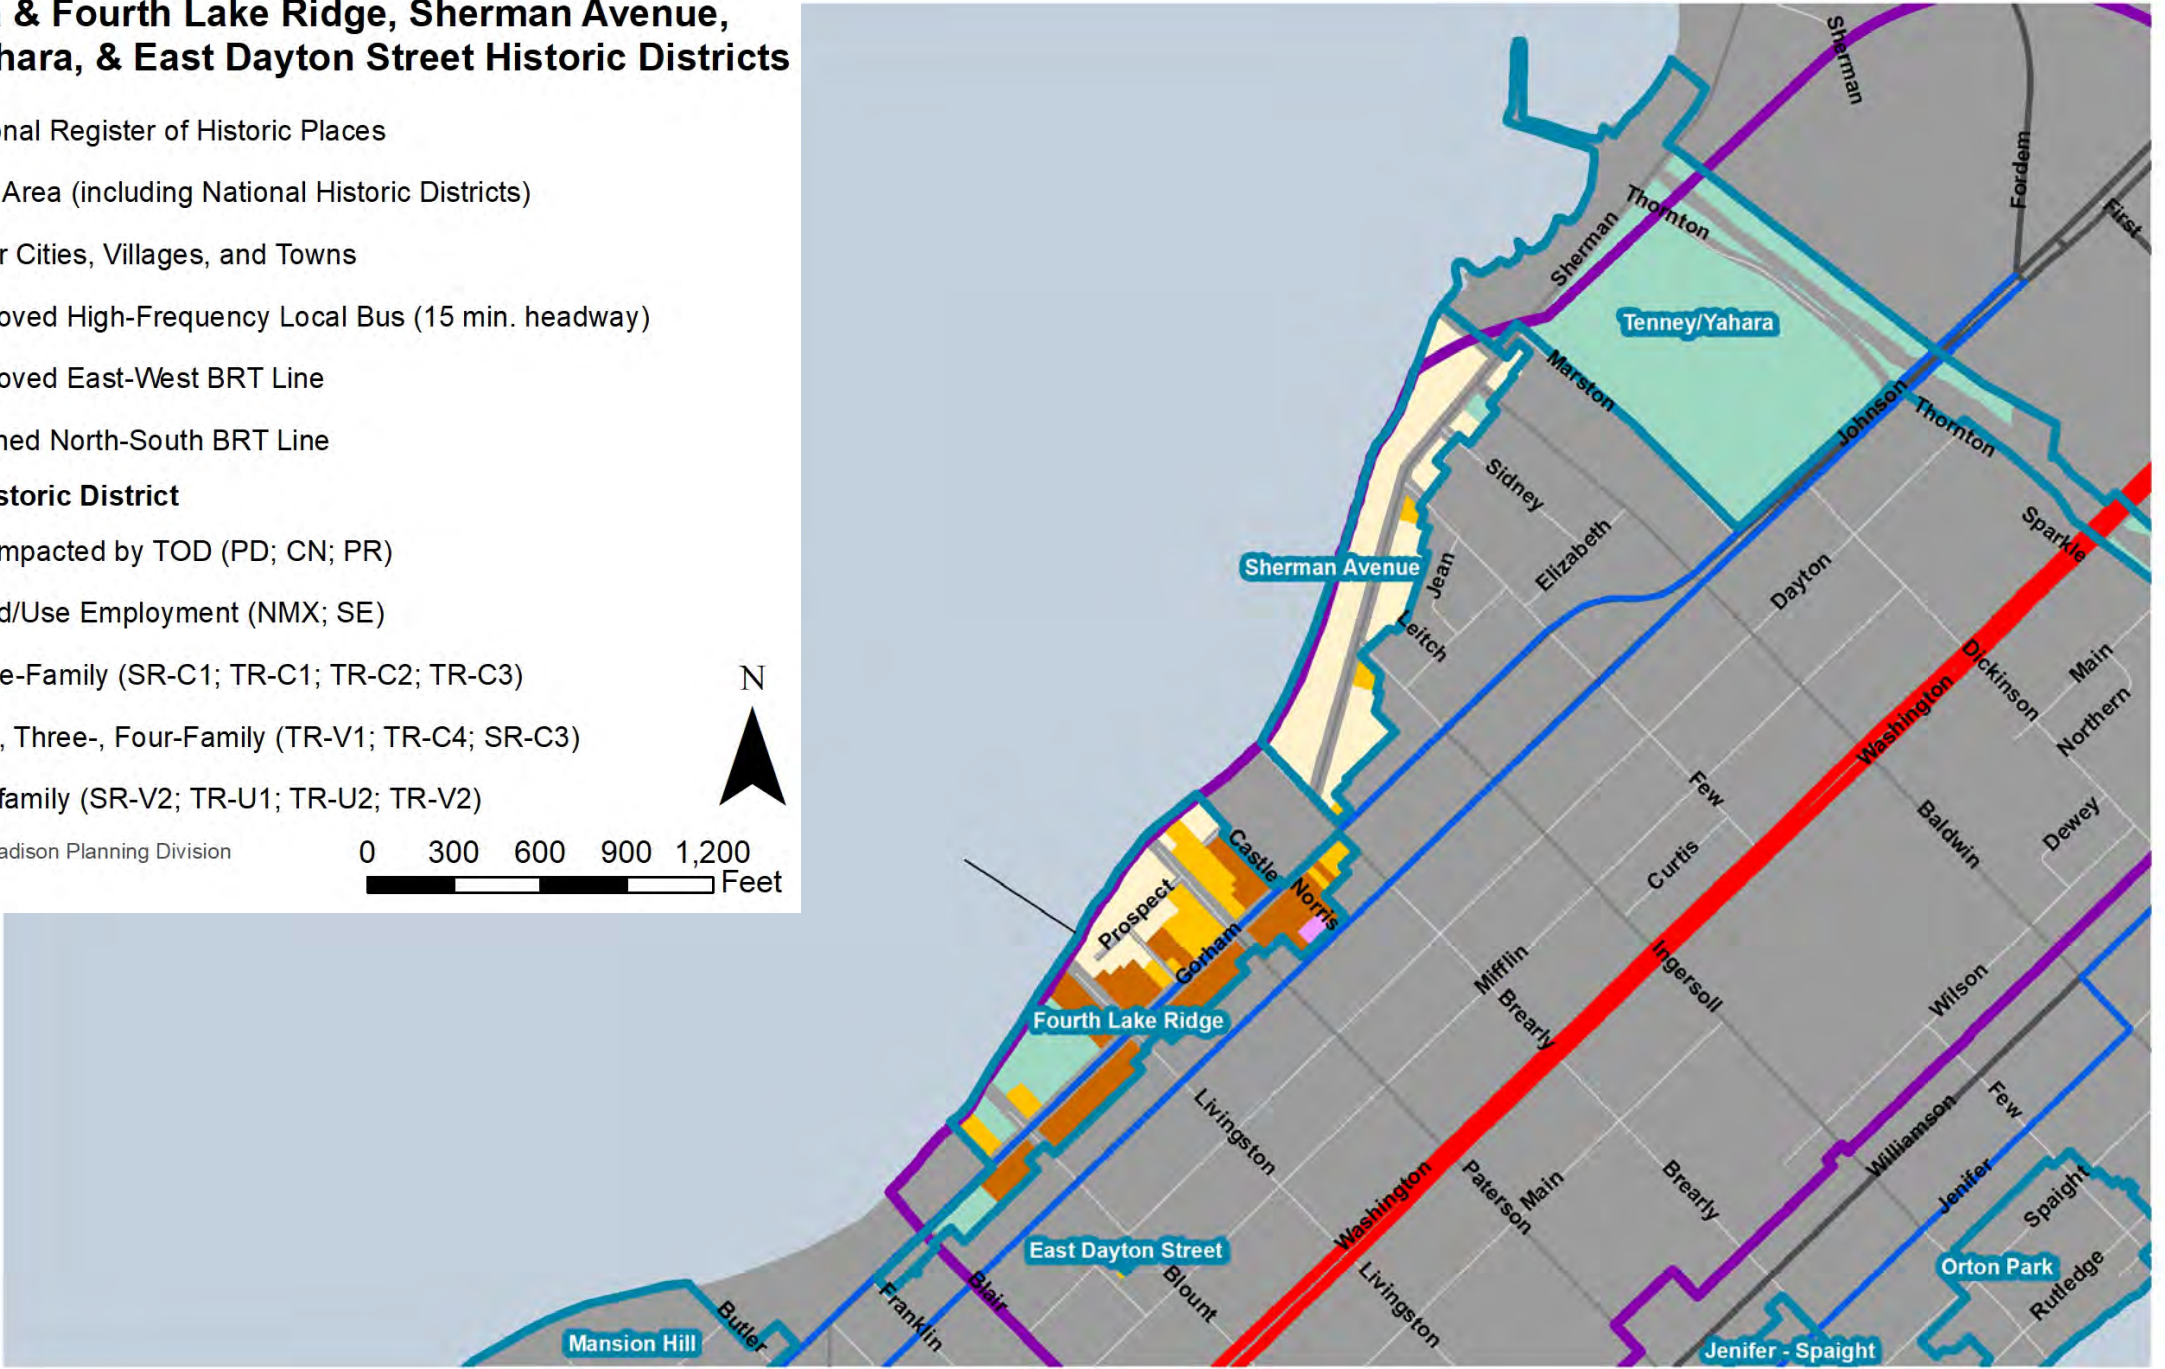 & Fourth Lake Ridge, Sherman Avenue,
hara, & East Dayton Street Historic Districts
onal Register of Historic Places
Area (including National Historic Districts)
r Cities, Villages, and Towns
oved High-Frequency Local Bus (15 min. headway)
oved East-West BRT Line
ned North-South BRT Line
storic District
mpacted by TOD (PD; CN; PR)
d/Use Employment (NMX; SE)
e-Family (SR-C1; TR-C1; TR-C2; TR-C3)
, Three-, Four-Family (TR-V1; TR-C4; SR-C3)
family (SR-V2; TR-U1; TR-U2; TR-V2)
N
adison Planning Division
0 300 600 900 1,200
Feet
Sherman
Fordem
First
Thornton
Sherman
Tenney/Yahara
Marston
Johnson
Thornton
Sidney
Sparkle
Elizabeth
Sherman Avenue
Jean
Dayton
Leitch
Dickinson
Main
Northern
Washington
Few
Baldwin
Dewey
Castle
Curtis
Norris
Prospect
Gorham
Mifflin
Ingersoll
Wilson
Brearly
Fourth Lake Ridge
Livingston
Few
Williamson
Paterson
Main
Brearly
Jenifer
Spaight
Washington
East Dayton Street
Orton Park
Blount
Blair
Livingston
Rutledge
Franklin
Butler
Mansion Hill
Jenifer - Spaight